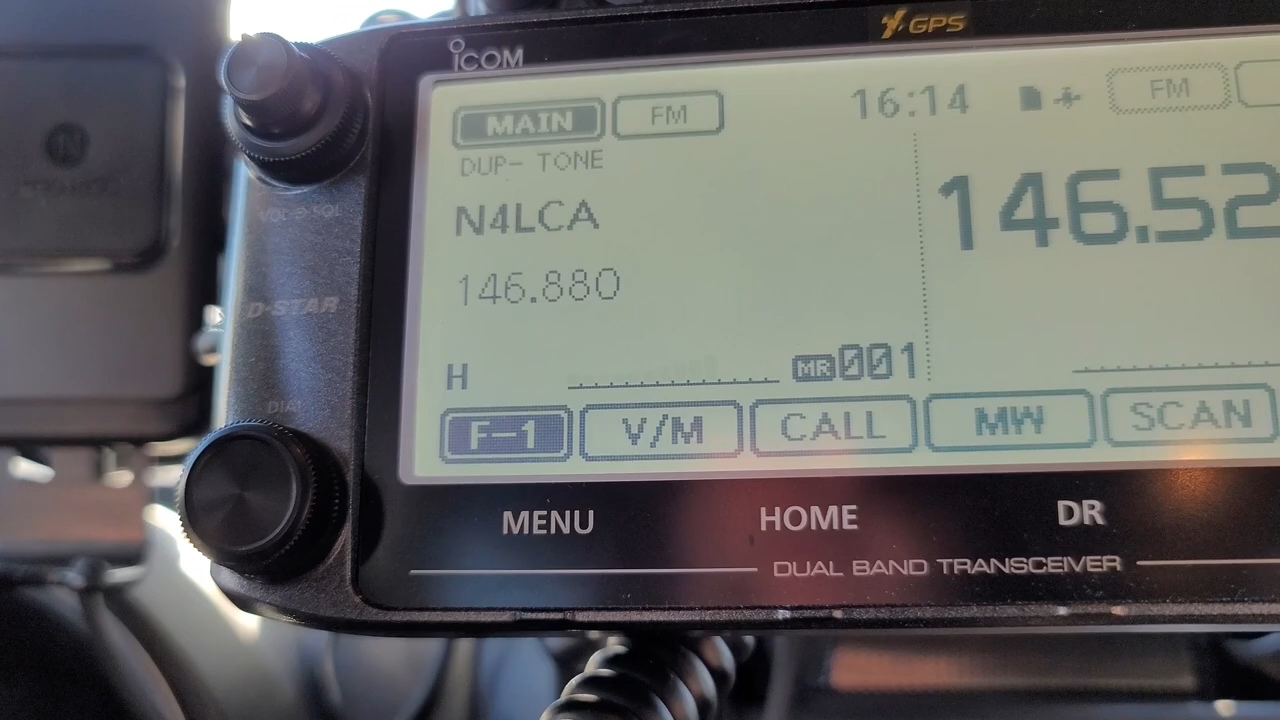 GPS
iCOM
MAIN FM 16:14 FM
DUP- TONE
N4LCA
146.880
146.52
VOL SQL
D-STAR
H MR 001
DIAL
F-1 V/M CALL MW SCAN
MENU HOME DR
DUAL BAND TRANSCEIVER